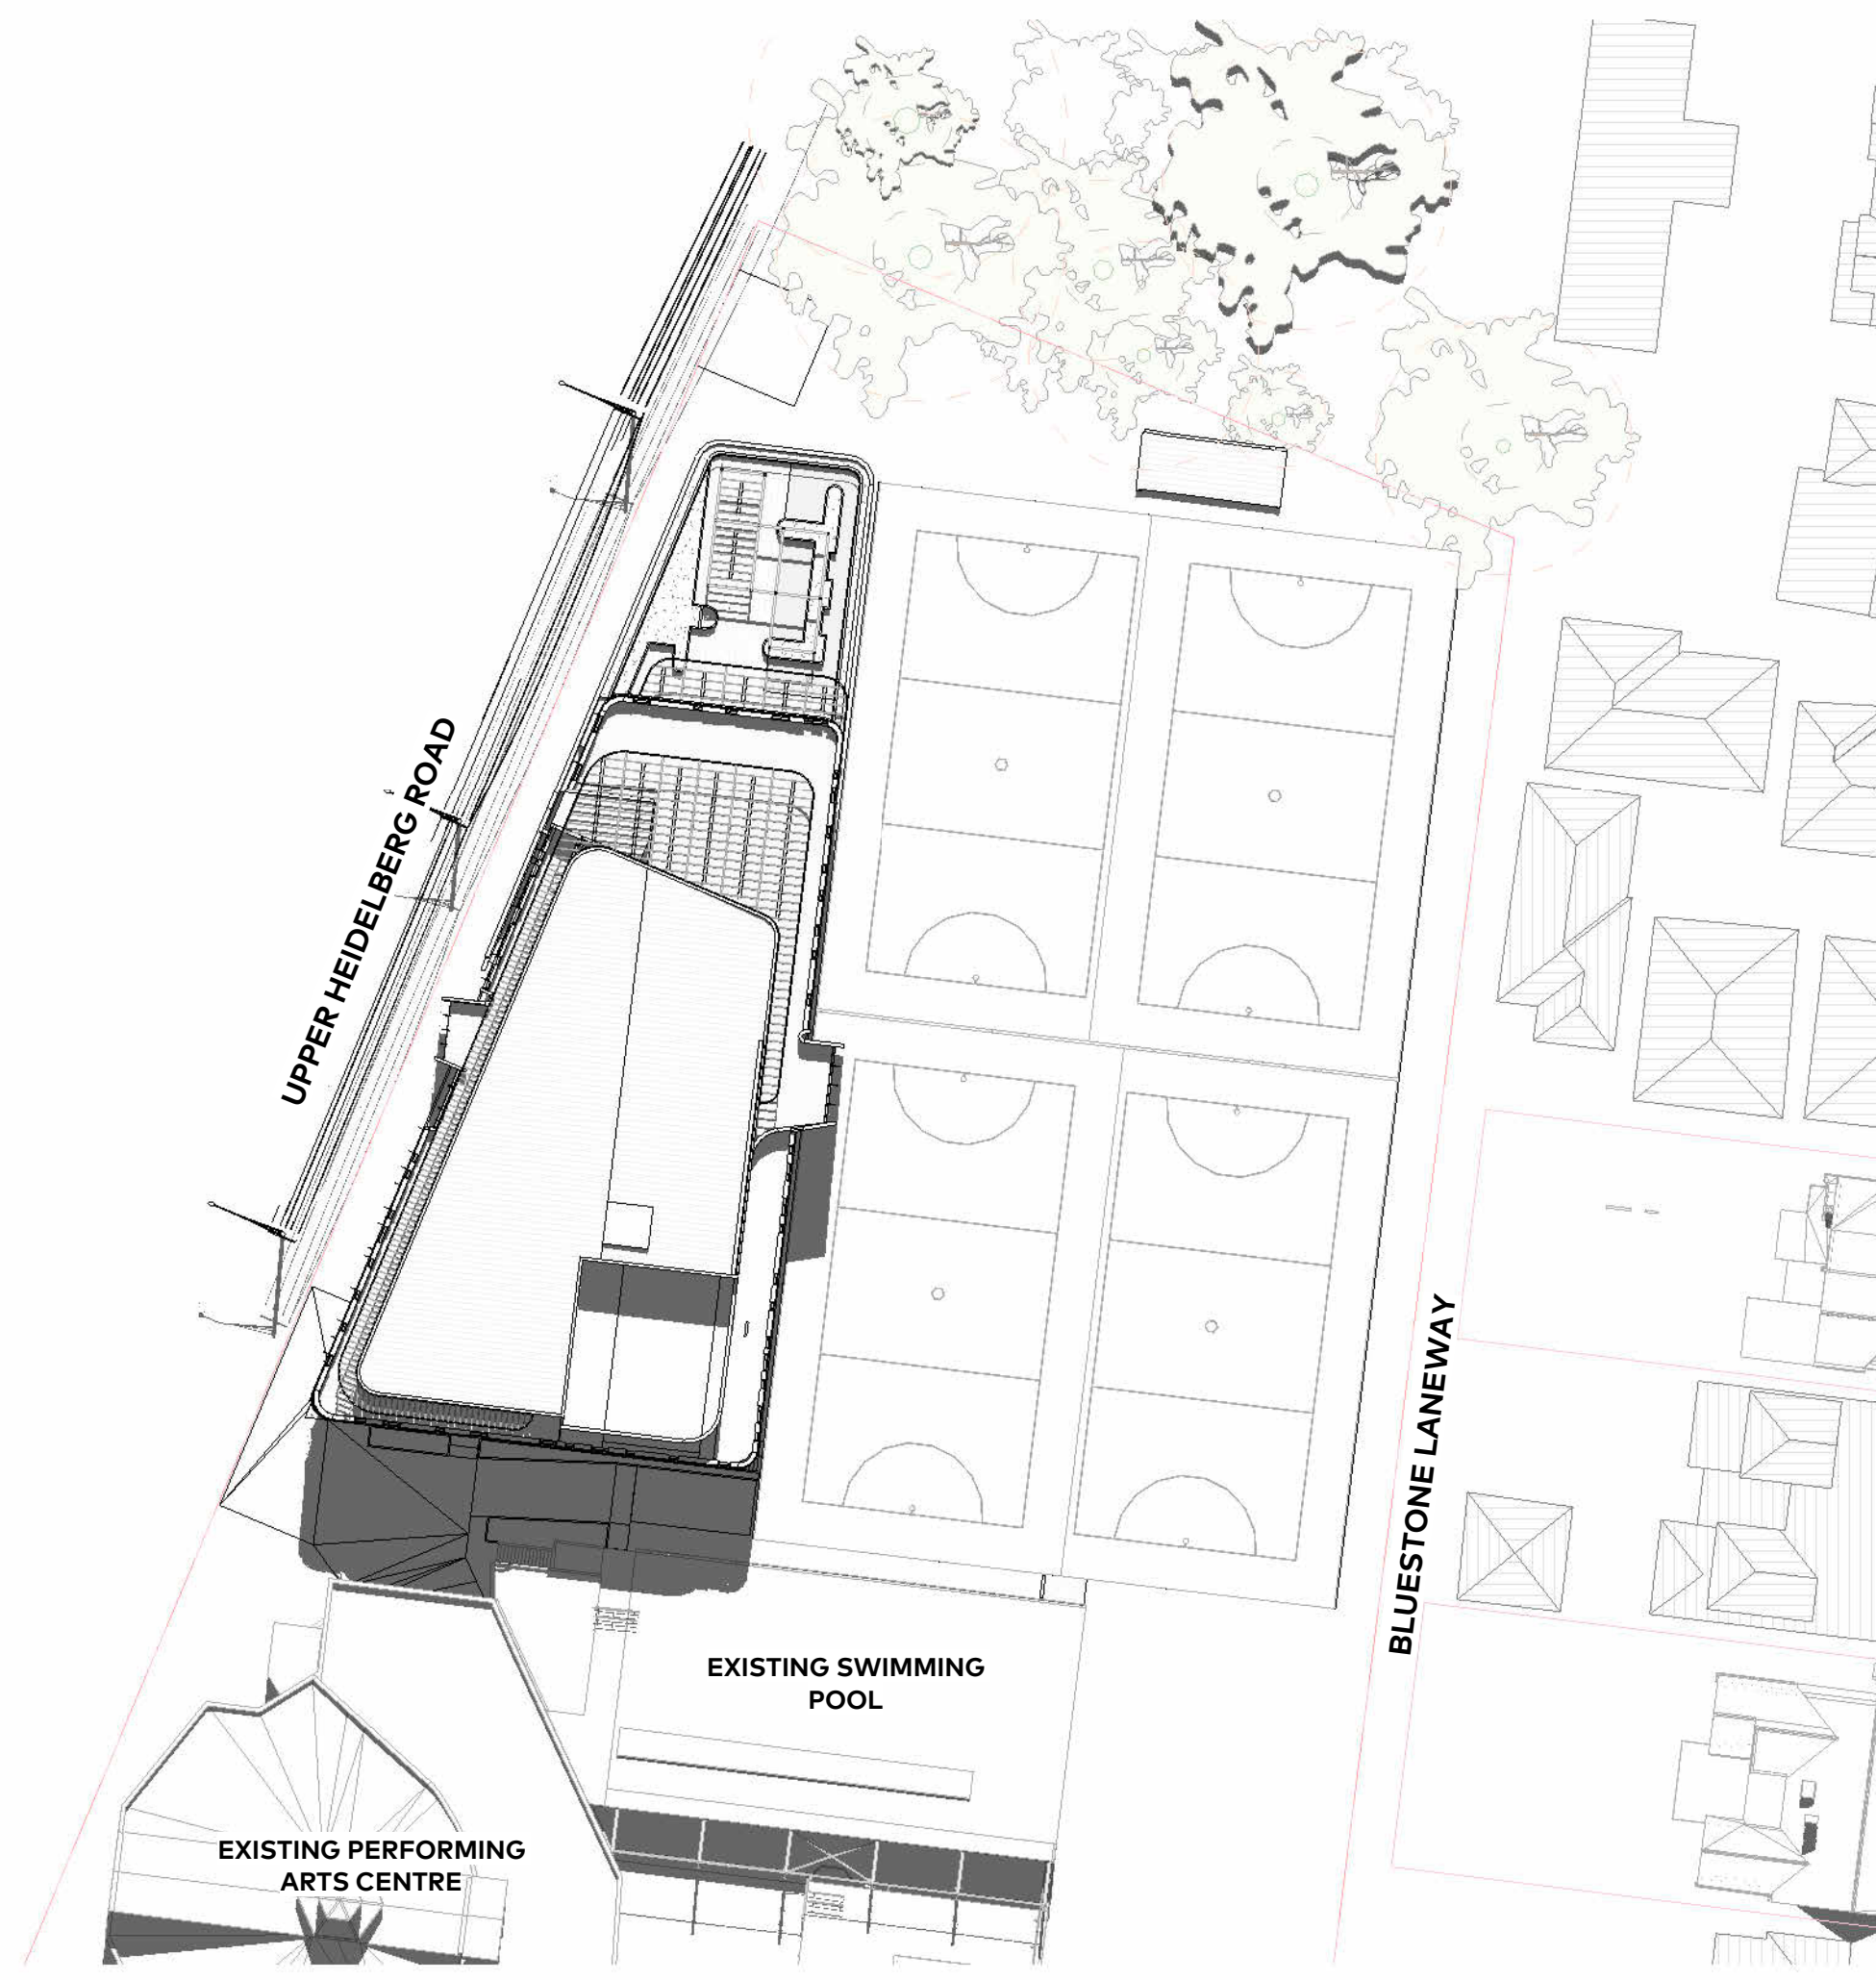 UPPER HEIDELBERG ROAD
BLUESTONE LANEWAY
EXISTING SWIMMING
POOL
EXISTING PERFORMING
ARTS CENTRE